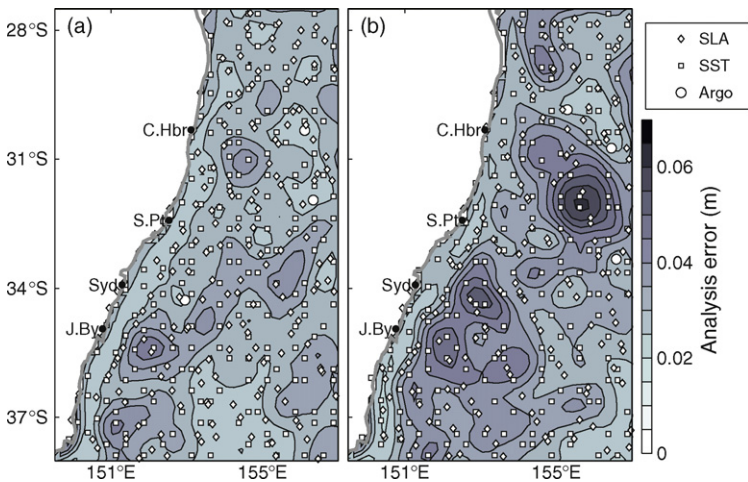 (a)
(b)
28°S
31°S
34°S
37°S
C.Hbr
S.Pt
Syd
J.By
C.Hbr
S.Pt
Syd
J.By
151°E
155°E
151°E
155°E
SLA
SST
Argo
0.06
0.04
0.02
0
Analysis error (m)